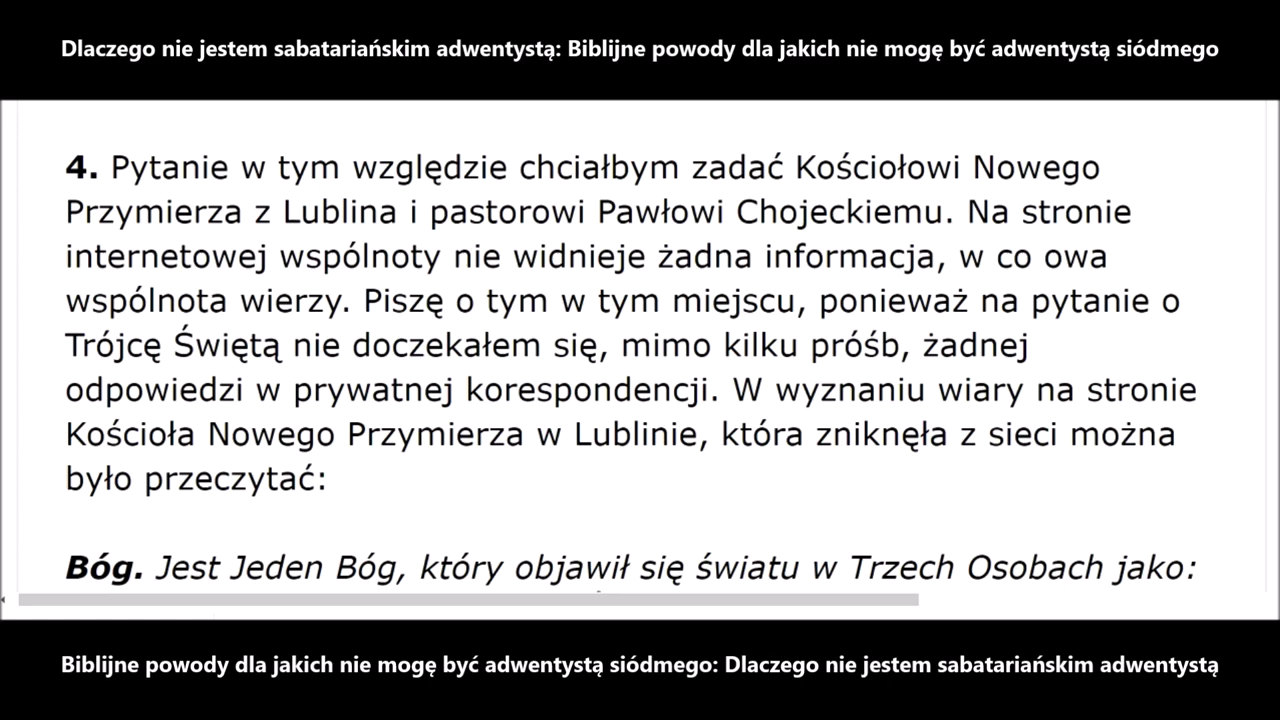 Dlaczego nie jestem sabatariańskim adwentystą: Biblijne powody dla jakich nie mogę być adwentystą siódmego
4. Pytanie w tym względzie chciałbym zadać Kościołowi Nowego
Przymierza z Lublina i pastorowi Pawłowi Chojeckiemu. Na stronie
internetowej wspólnoty nie widnieje żadna informacja, w co owa
wspólnota wierzy. Piszę o tym w tym miejscu, ponieważ na pytanie o
Trójcę Świętą nie doczekałem się, mimo kilku próśb, żadnej
odpowiedzi w prywatnej korespondencji. W wyznaniu wiary na stronie
Kościoła Nowego Przymierza w Lublinie, która zniknęła z sieci można
było przeczytać:
Bóg. Jest Jeden Bóg, który objawił się światu w Trzech Osobach jako:
Biblijne powody dla jakich nie mogę być adwentystą siódmego: Dlaczego nie jestem sabatariańskim adwentystą